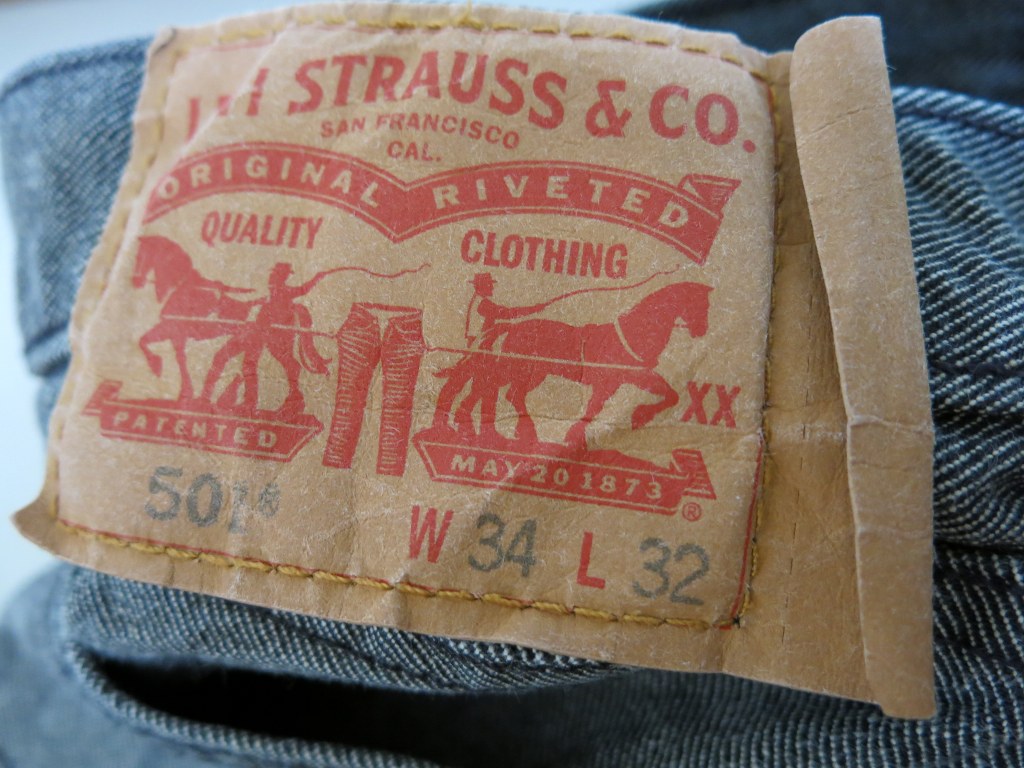 STRAUSS & CO.
SAN FRANCISCO
CAL.
ORIGINAL RIVETED
QUALITY CLOTHING
XX
PATENTED MAY 20 1873 ®
501®
W 34 L 32